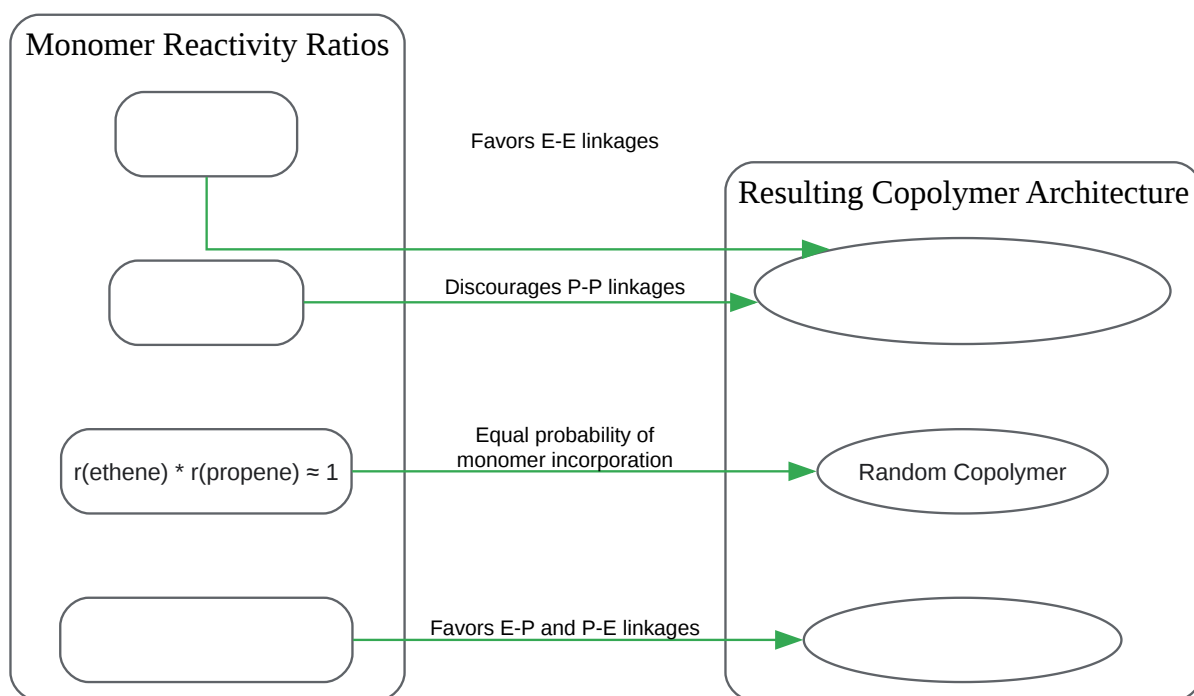 Monomer Reactivity Ratios
Favors E-E linkages
Resulting Copolymer Architecture
Discourages P-P linkages
Equal probability of
monomer incorporation
r(ethene) * r(propene) ≈ 1
Random Copolymer
Favors E-P and P-E linkages